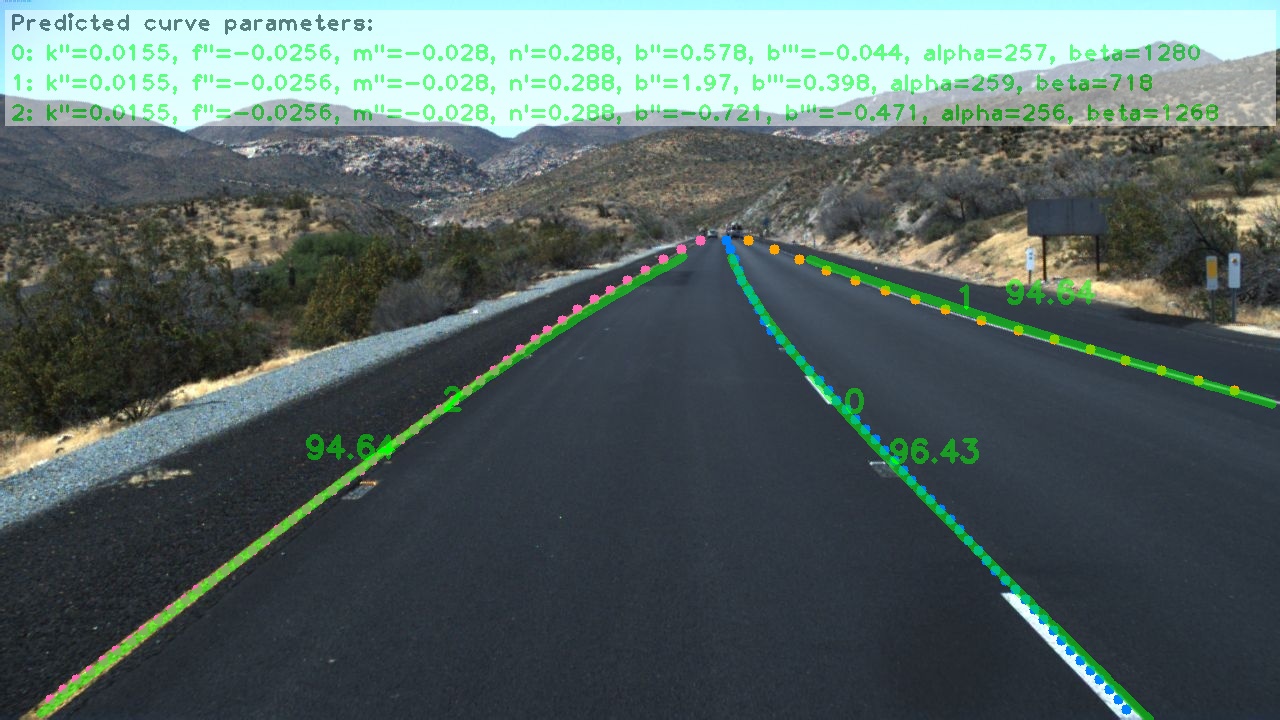 Predicted curve parameters:
0: k''=0.0155, f''=−0.0256, m''=−0.028, n'=0.288, b''=0.578, b'''=−0.044, alpha=257, beta=1280
1: k''=0.0155, f''=−0.0256, m''=−0.028, n'=0.288, b''=1.97, b'''=0.398, alpha=259, beta=718
2: k''=0.0155, f''=−0.0256, m''=−0.028, n'=0.288, b''=−0.721, b'''=−0.471, alpha=256, beta=1268
1 94.64
2 0
94.64 96.43